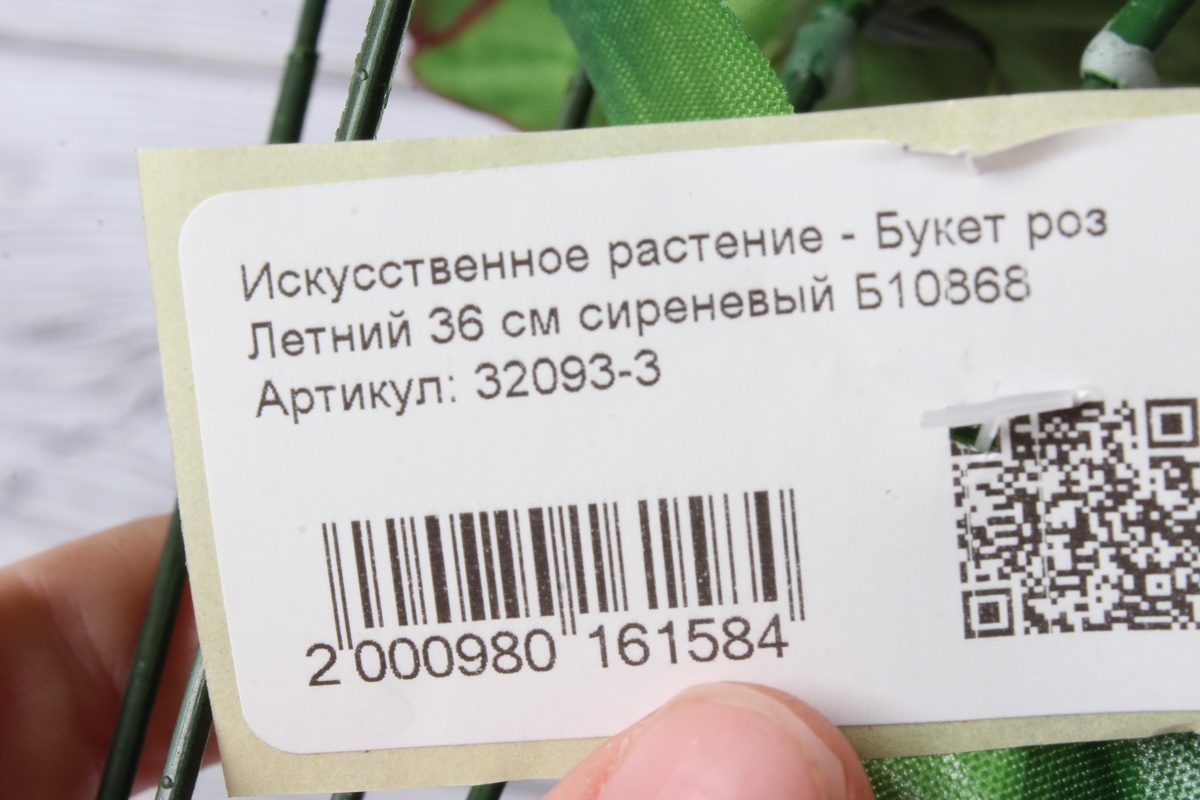 Искусственное растение - Букет роз
Летний 36 см сиреневый Б10868
Артикул: 32093-3
2 000980 161584